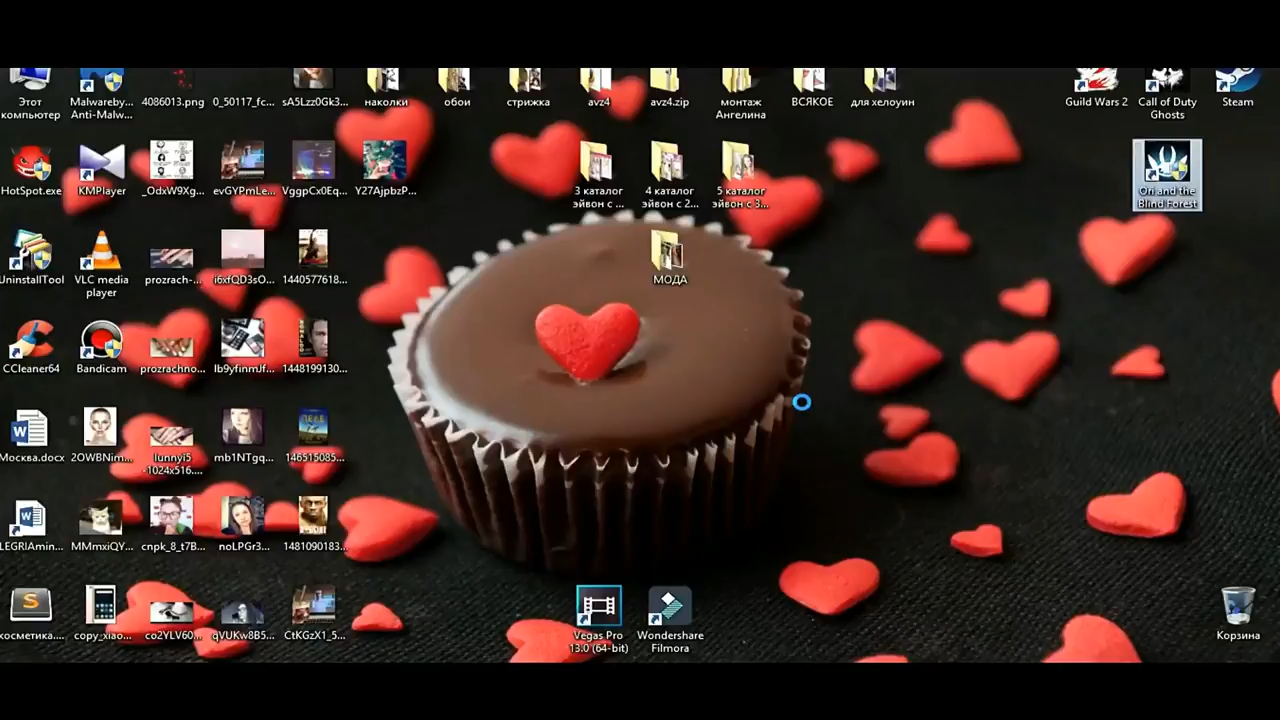 Этот
компьютер
Malwareby...
Anti-Malw...
4086013.png
0_50117_fc...
sA5Lzz0Gk3...
наколки
обои
стрижка
avz4
avz4.zip
монтаж
Ангелина
ВСЯКОЕ
для хелоуин
Guild Wars 2
Call of Duty
Ghosts
Steam
HotSpot.exe
KMPlayer
_OdxW9Xg...
evGYPmLe...
VggpCx0Eq...
Y27AjpbzP...
3 каталог
эйвон с ...
4 каталог
эйвон с 2...
5 каталог
эйвон с 3...
Ori and the
Blind Forest
UninstallTool
VLC media
player
prozrach-...
i6xfQD3sO...
1440577618...
МОДА
CCleaner64
Bandicam
prozrachno...
Ib9yfinmJf...
1448199130...
Москва.docx
2OWBNim...
lunnyi5
-1024x516....
mb1NTgq...
146515085...
LEGRIAmin...
MMmxiQY...
cnpk_8_t7B...
noLPGr3...
1481090183...
косметика....
copy_xiao...
co2YLV60...
qVUKw8B5...
CtKGzX1_5...
Vegas Pro
13.0 (64-bit)
Wondershare
Filmora
Корзина